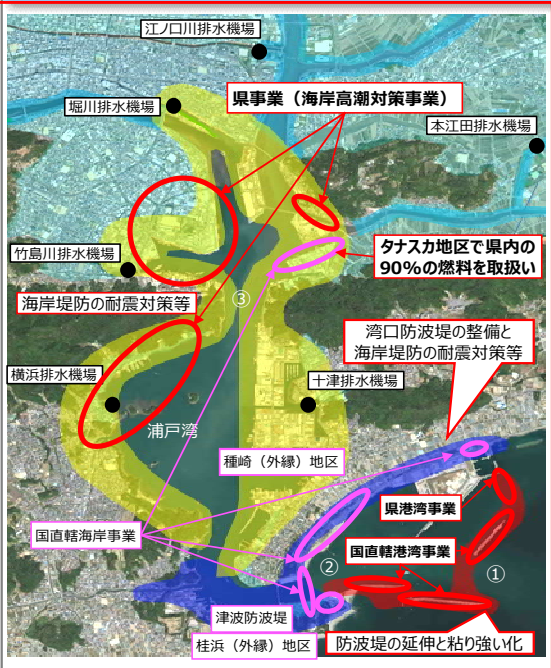 江ノ口川排水機場
堀川排水機場
県事業（海岸高潮対策事業）
本江田排水機場
竹島川排水機場
タナスカ地区で県内の
90%の燃料を取扱い
海岸堤防の耐震対策等
③
湾口防波堤の整備と
海岸堤防の耐震対策等
横浜排水機場
十津排水機場
浦戸湾
種崎（外縁）地区
県港湾事業
国直轄海岸事業
国直轄港湾事業
②
①
津波防波堤
防波堤の延伸と粘り強い化
桂浜（外縁）地区